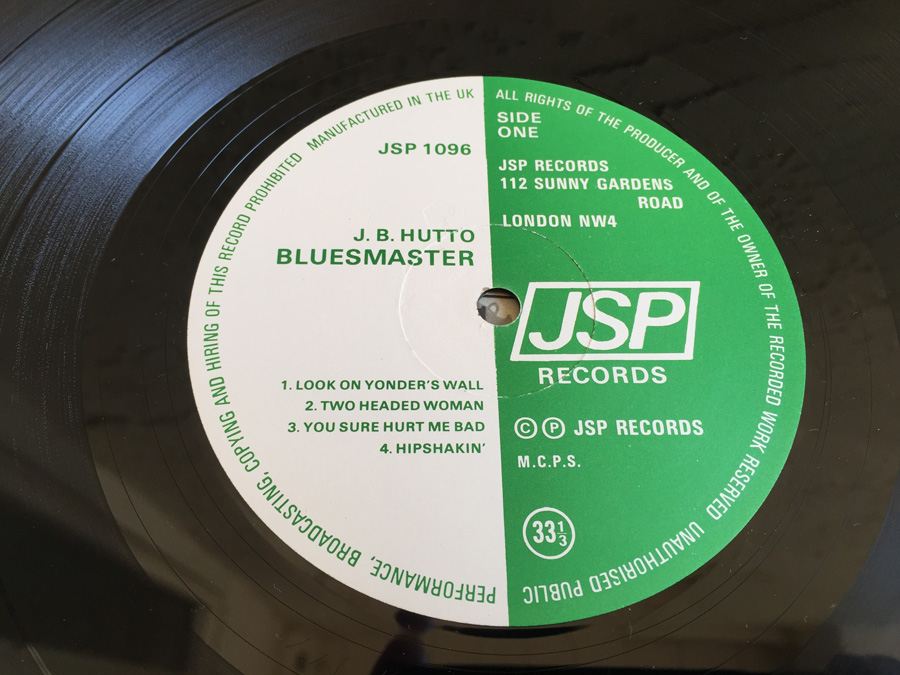 MANUFACTURED IN THE UK
ALL RIGHTS OF THE PRODUCER AND OF THE OWNER OF THE RECORDED WORK RESERVED
UNAUTHORISED PUBLIC PERFORMANCE, BROADCASTING, COPYING AND HIRING OF THIS RECORD PROHIBITED
JSP 1096
J. B. HUTTO
BLUESMASTER
1. LOOK ON YONDER'S WALL
2. TWO HEADED WOMAN
3. YOU SURE HURT ME BAD
4. HIPSHAKIN'
SIDE
ONE
JSP RECORDS
112 SUNNY GARDENS
ROAD
LONDON NW4
JSP
RECORDS
© ℗ JSP RECORDS
M.C.P.S.
33 1/3